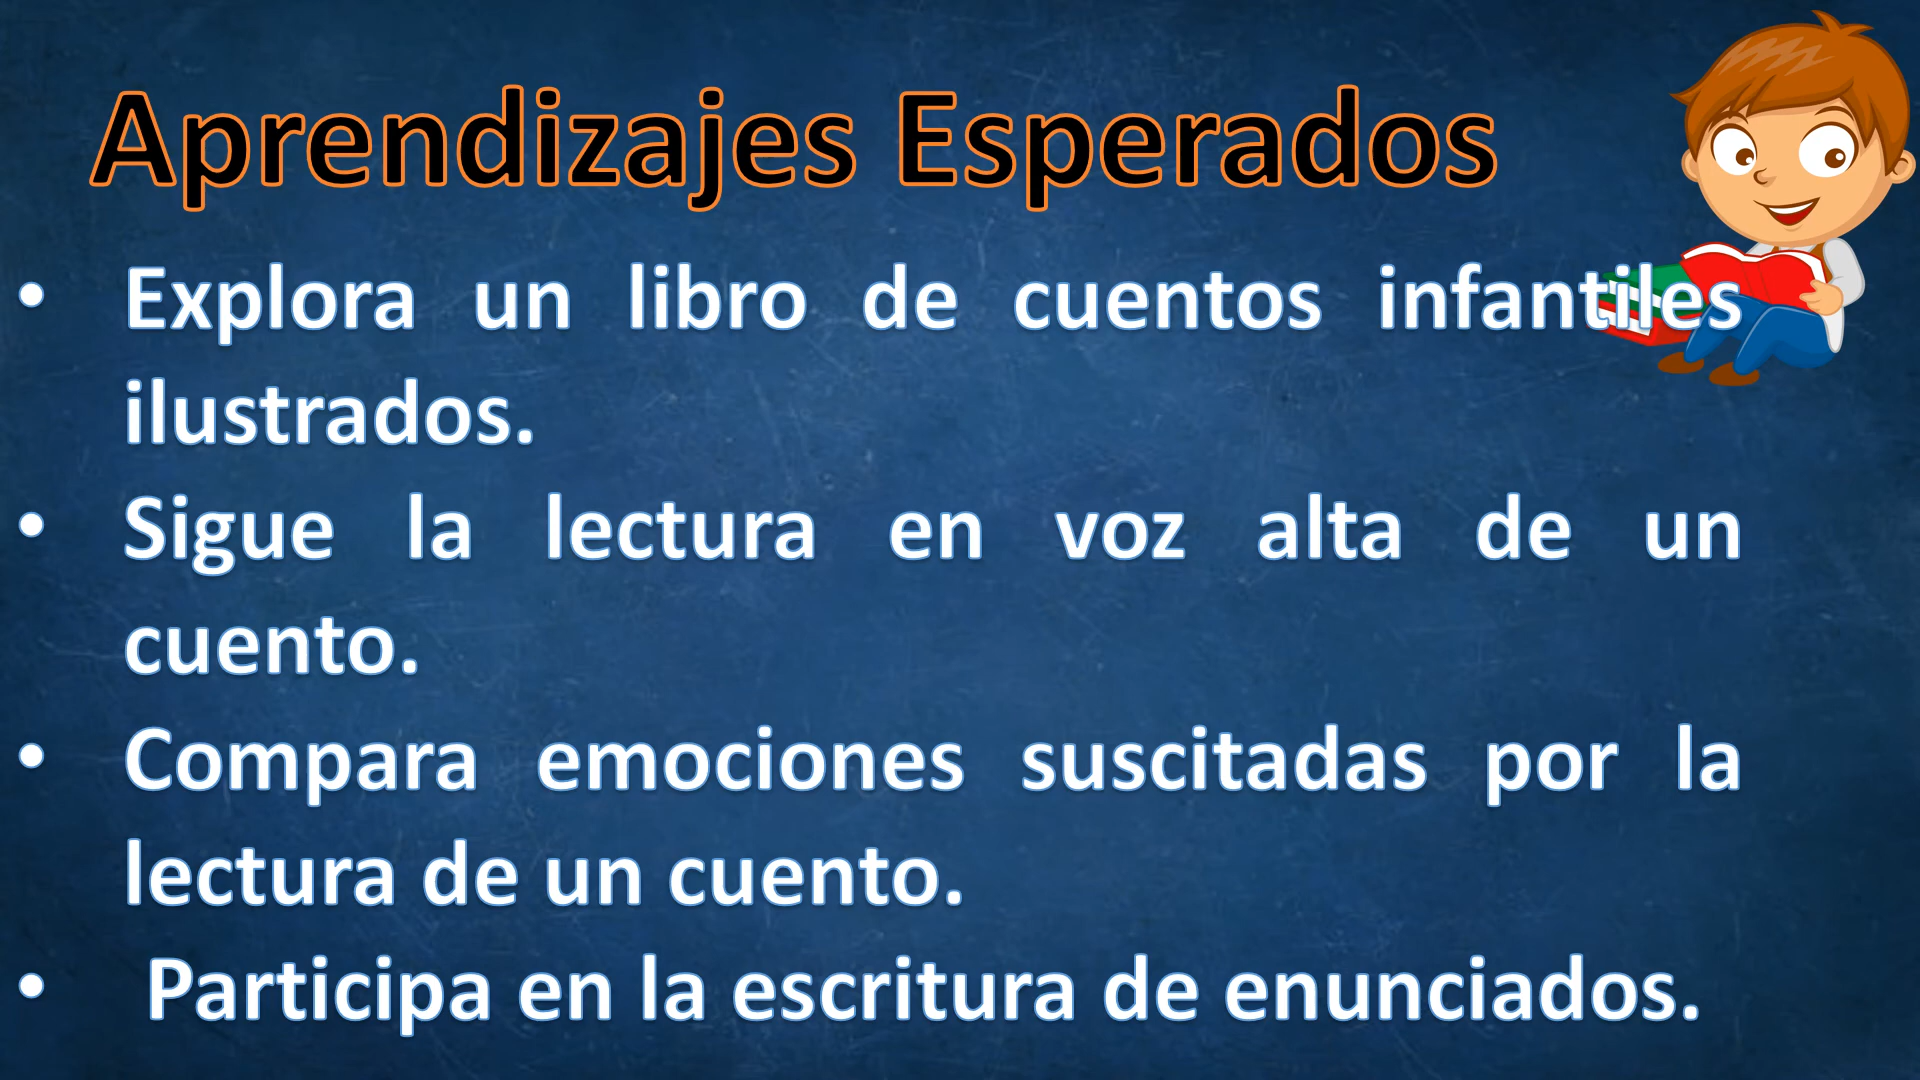 Aprendizajes Esperados
• Explora un libro de cuentos infantiles
ilustrados.
• Sigue la lectura en voz alta de un
cuento.
• Compara emociones suscitadas por la
lectura de un cuento.
• Participa en la escritura de enunciados.